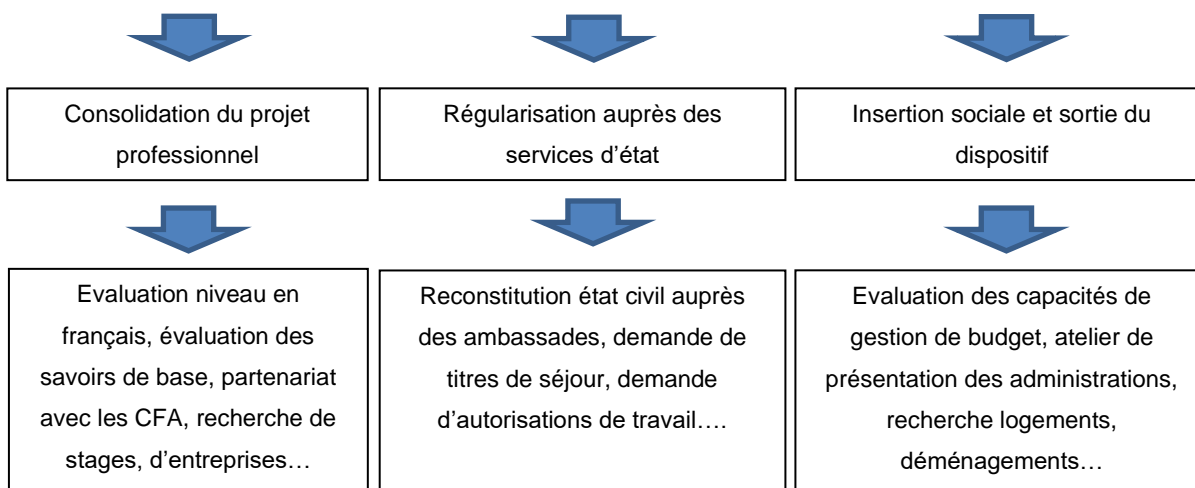 Consolidation du projet
professionnel
Régularisation auprès des
services d’état
Insertion sociale et sortie du
dispositif
Evaluation niveau en
français, évaluation des
savoirs de base, partenariat
avec les CFA, recherche de
stages, d’entreprises…
Reconstitution état civil auprès
des ambassades, demande de
titres de séjour, demande
d’autorisations de travail….
Evaluation des capacités de
gestion de budget, atelier de
présentation des administrations,
recherche logements,
déménagements…